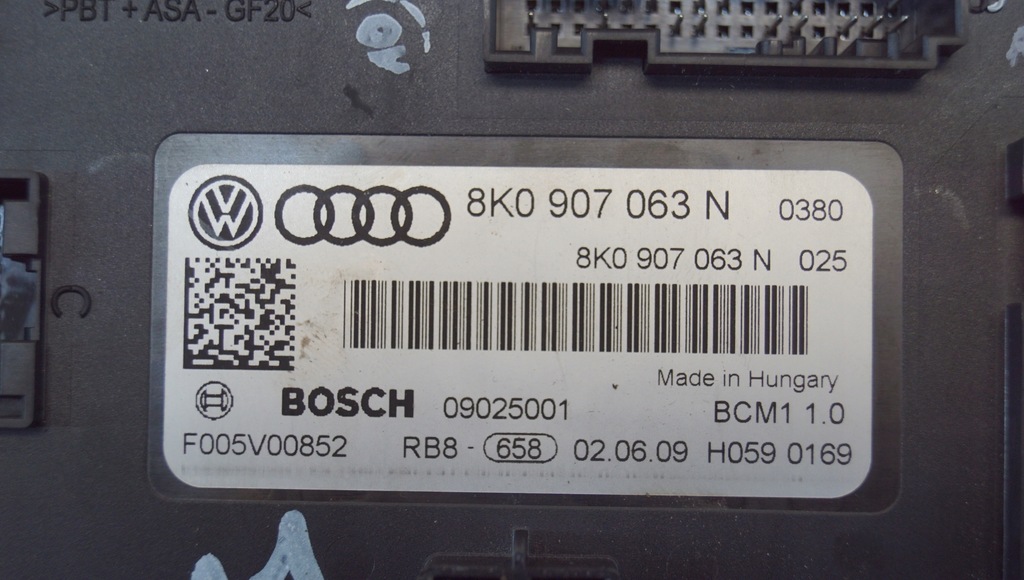 >PBT + ASA - GF20<
8K0 907 063 N 0380
8K0 907 063 N 025
Made in Hungary
BOSCH 09025001 BCM1 1.0
F005V00852 RB8 - 658 02.06.09 H059 0169
C